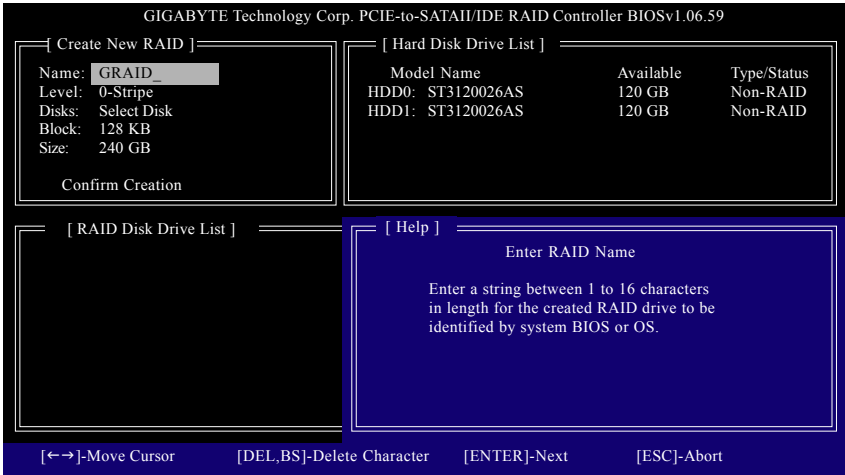 GIGABYTE Technology Corp. PCIE-to-SATAII/IDE RAID Controller BIOSv1.06.59
[ Create New RAID ]
Name: GRAID_
Level: 0-Stripe
Disks: Select Disk
Block: 128 KB
Size: 240 GB
Confirm Creation
[ Hard Disk Drive List ]
Model Name Available Type/Status
HDD0: ST3120026AS 120 GB Non-RAID
HDD1: ST3120026AS 120 GB Non-RAID
[ RAID Disk Drive List ]
[ Help ]
Enter RAID Name
Enter a string between 1 to 16 characters
in length for the created RAID drive to be
identified by system BIOS or OS.
[←→]-Move Cursor [DEL,BS]-Delete Character [ENTER]-Next [ESC]-Abort